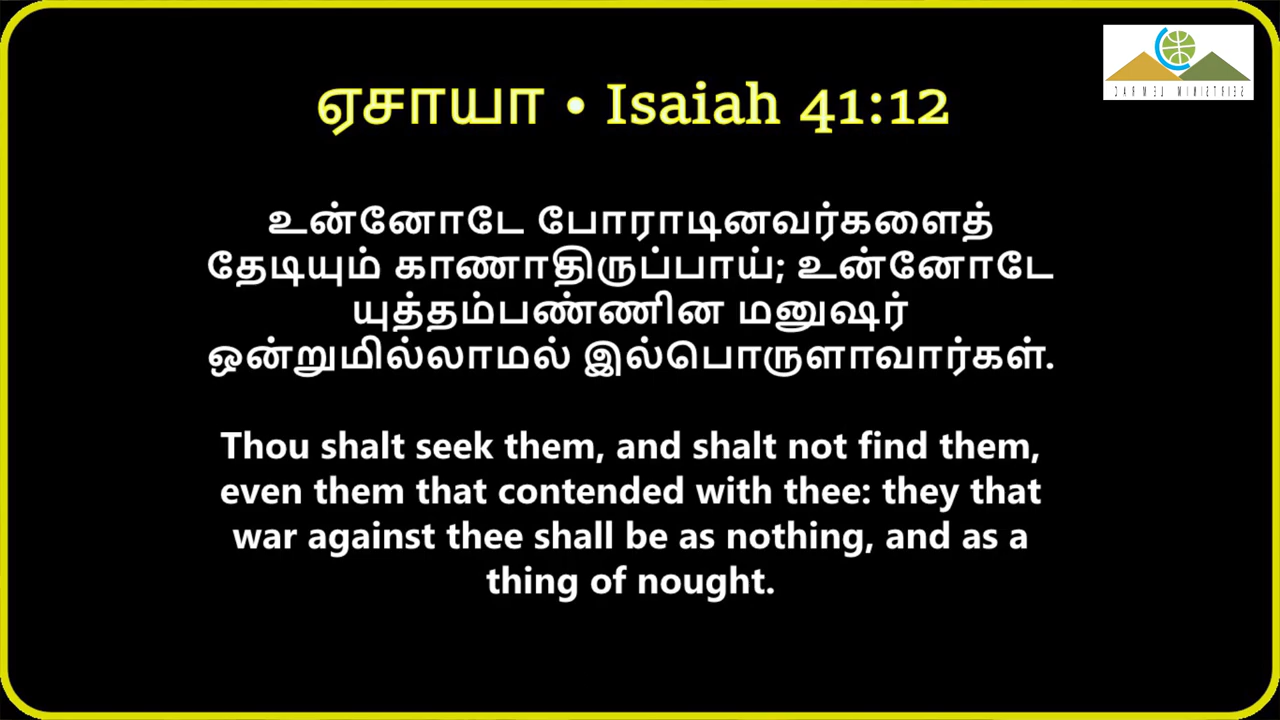 ஏசாயா • Isaiah 41:12
உன்னோடே போராடினவர்களைத்
தேடியும் காணாதிருப்பாய்; உன்னோடே
யுத்தம்பண்ணின மனுஷர்
ஒன்றுமில்லாமல் இல்பொருளாவார்கள்.
Thou shalt seek them, and shalt not find them,
even them that contended with thee: they that
war against thee shall be as nothing, and as a
thing of nought.
CARMEL MINISTRIES